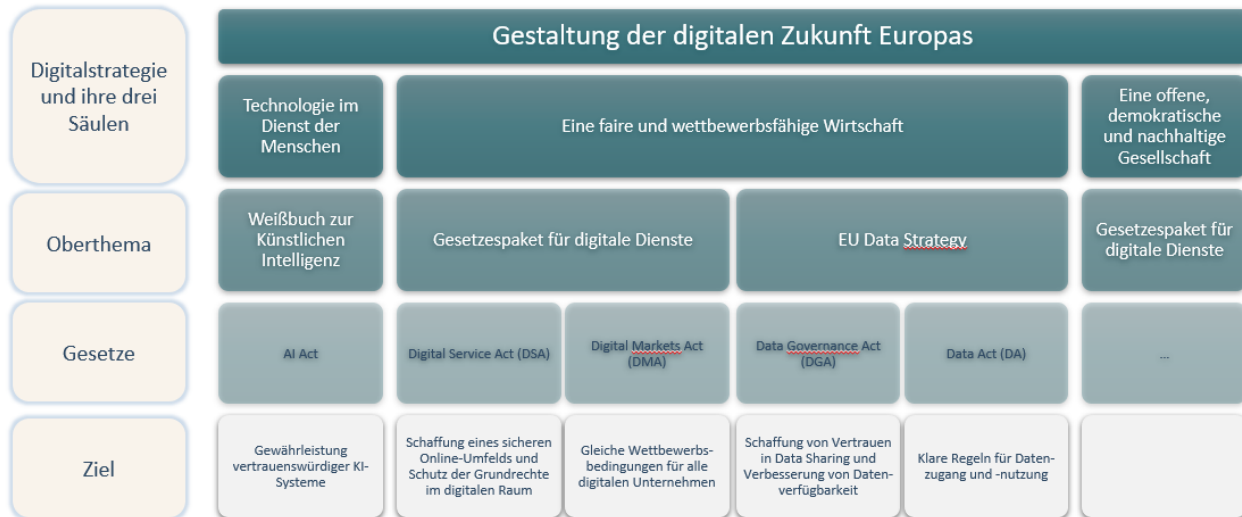 Gestaltung der digitalen Zukunft Europas
Digitalstrategie
und ihre drei
Säulen
Technologie im
Dienst der
Menschen
Eine faire und wettbewerbsfähige Wirtschaft
Eine offene,
demokratische
und nachhaltige
Gesellschaft
Oberthema
Weißbuch zur
Künstlichen
Intelligenz
Gesetzespaket für digitale Dienste
EU Data Strategy
Gesetzespaket für
digitale Dienste
Gesetze
AI Act
Digital Service Act (DSA)
Digital Markets Act
(DMA)
Data Governance Act
(DGA)
Data Act (DA)
...
Ziel
Gewährleistung
vertrauenswürdiger KI-
Systeme
Schaffung eines sicheren
Online-Umfelds und
Schutz der Grundrechte
im digitalen Raum
Gleiche Wettbewerbs-
bedingungen für alle
digitalen Unternehmen
Schaffung von Vertrauen
in Data Sharing und
Verbesserung von Daten-
verfügbarkeit
Klare Regeln für Daten-
zugang und -nutzung